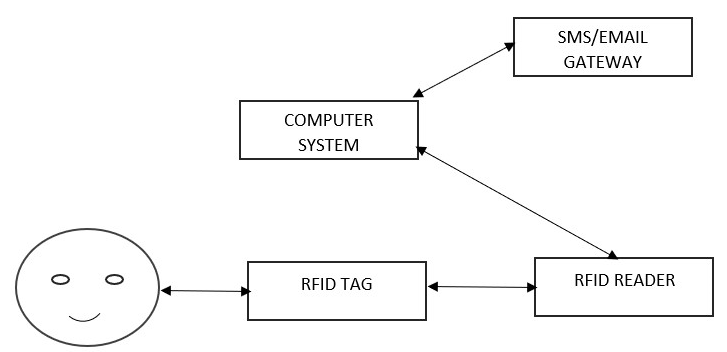 SMS/EMAIL
GATEWAY
COMPUTER
SYSTEM
RFID TAG
RFID READER